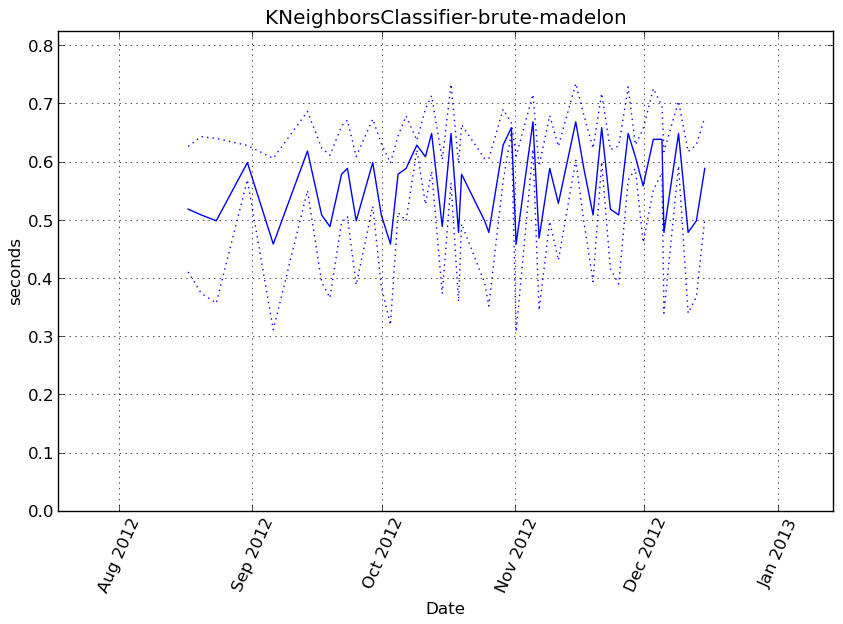 KNeighborsClassifier-brute-madelon
0.8
0.7
0.6
0.5
0.4
0.3
0.2
0.1
0.0
seconds
Aug 2012
Sep 2012
Oct 2012
Nov 2012
Dec 2012
Jan 2013
Date